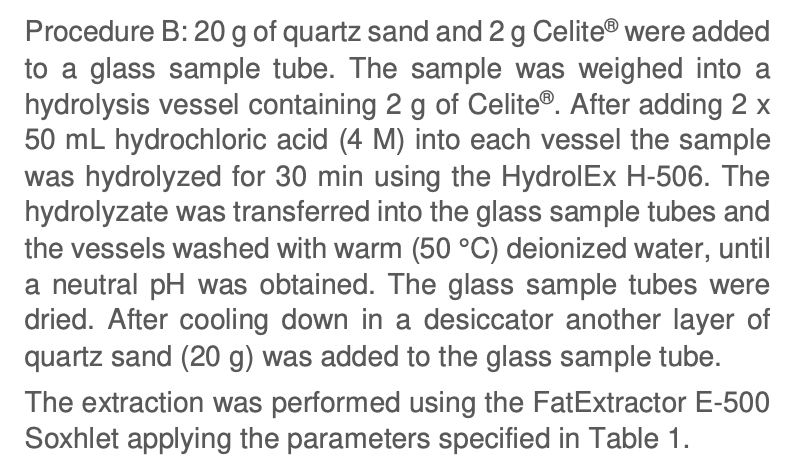 Procedure B: 20 g of quartz sand and 2 g Celite® were added
to a glass sample tube. The sample was weighed into a
hydrolysis vessel containing 2 g of Celite®. After adding 2 x
50 mL hydrochloric acid (4 M) into each vessel the sample
was hydrolyzed for 30 min using the HydrolEx H-506. The
hydrolyzate was transferred into the glass sample tubes and
the vessels washed with warm (50 °C) deionized water, until
a neutral pH was obtained. The glass sample tubes were
dried. After cooling down in a desiccator another layer of
quartz sand (20 g) was added to the glass sample tube.
The extraction was performed using the FatExtractor E-500
Soxhlet applying the parameters specified in Table 1.